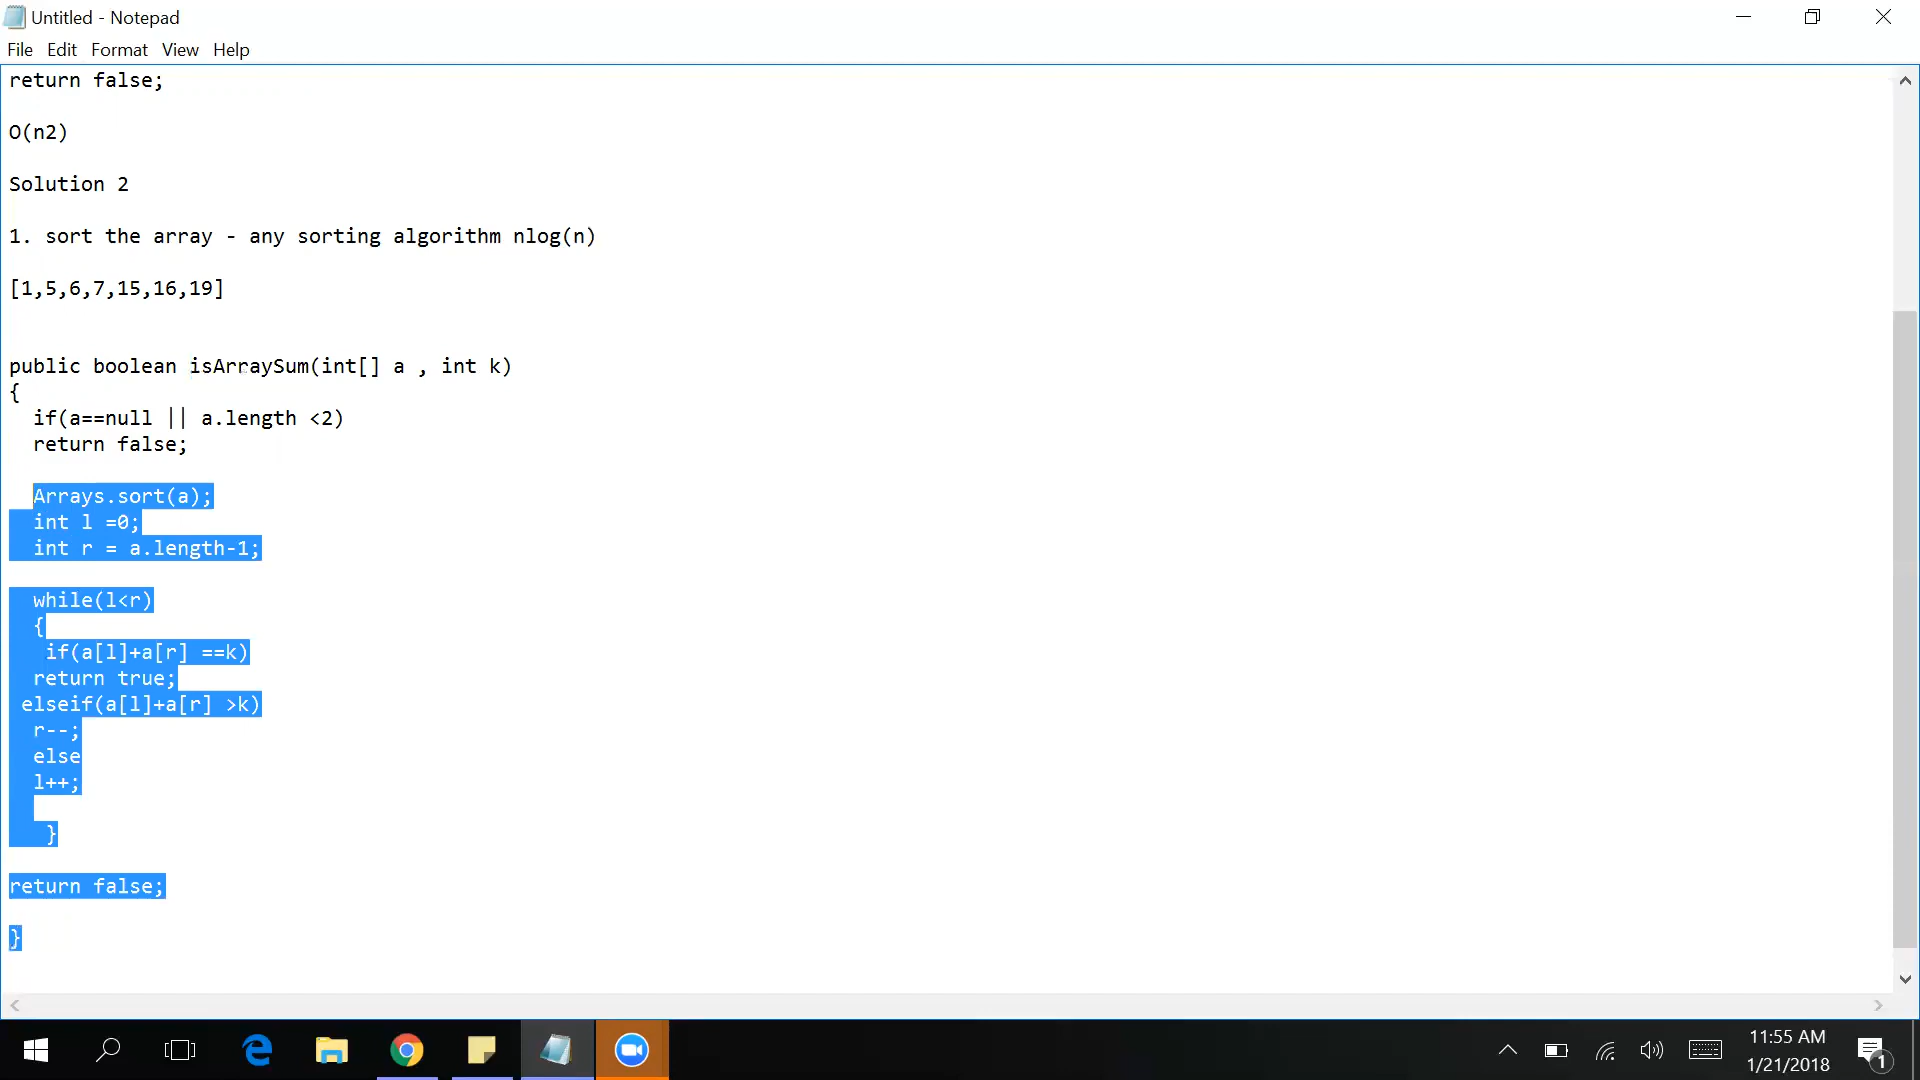 Untitled - Notepad
File Edit Format View Help
return false;
O(n2)
Solution 2
1. sort the array - any sorting algorithm nlog(n)
[1,5,6,7,15,16,19]
public boolean isArraySum(int[] a , int k)
{
if(a==null || a.length <2)
return false;
Arrays.sort(a);
int l =0;
int r = a.length-1;
while(l<r)
{
if(a[l]+a[r] ==k)
return true;
elseif(a[l]+a[r] >k)
r--;
else
l++;
}
return false;
}
11:55 AM
1/21/2018
1